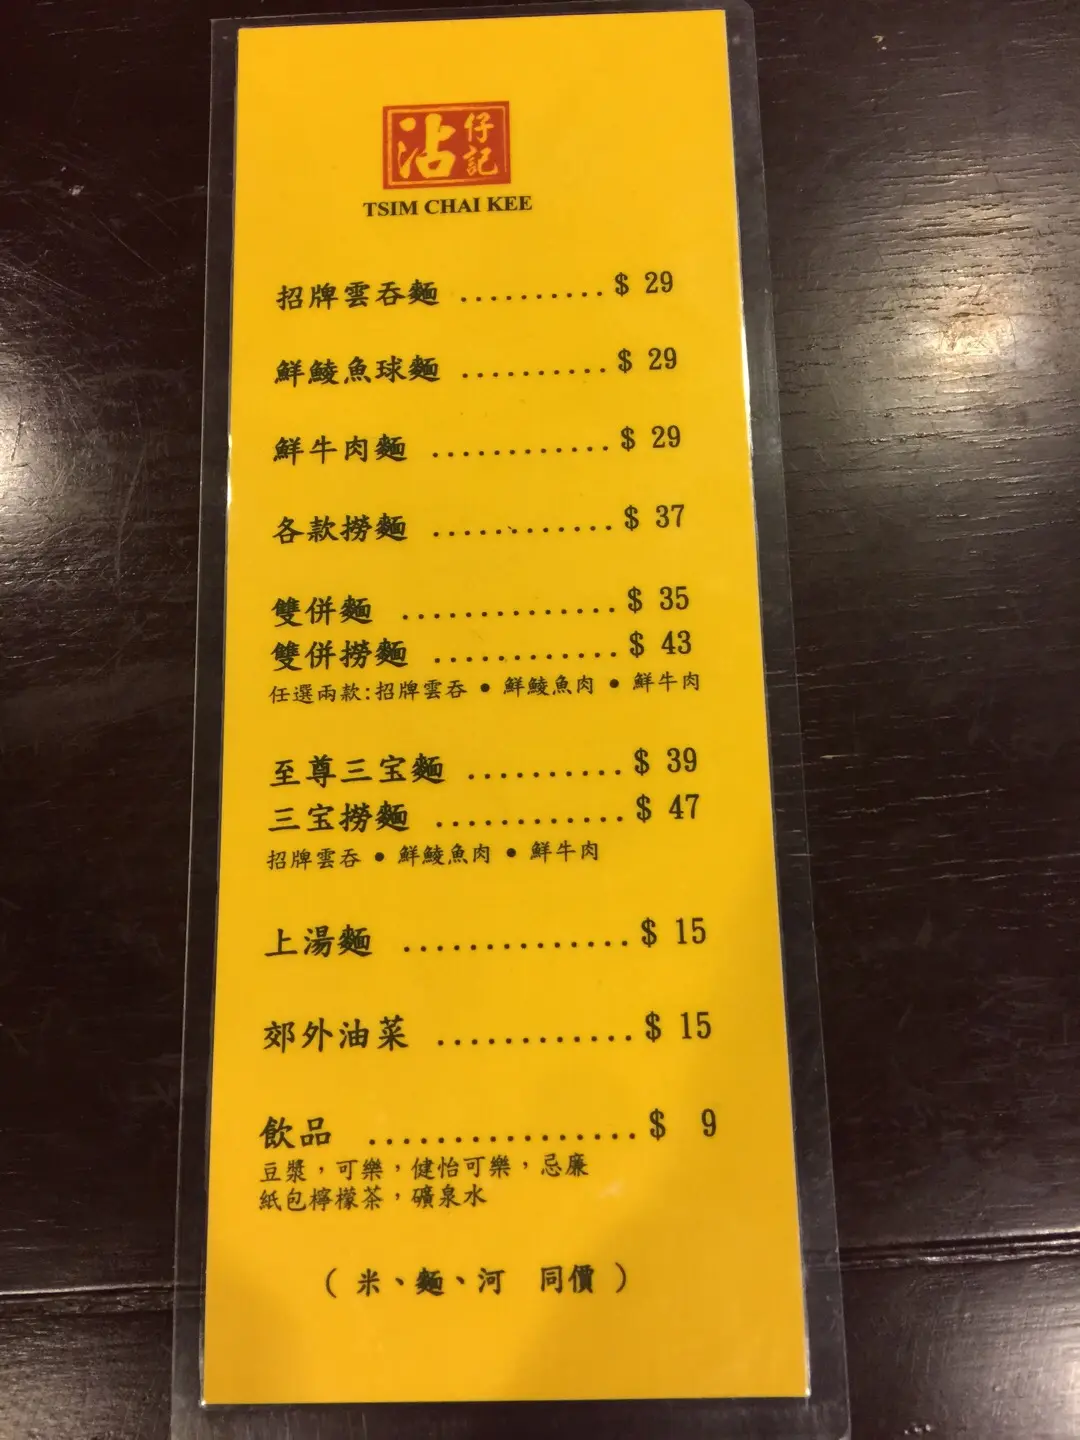 沾仔記
TSIM CHAI KEE
招牌雲吞麵 ..........$ 29
鮮鯪魚球麵 ..........$ 29
鮮牛肉麵 ............$ 29
各款撈麵 ............$ 37
雙併麵 ..............$ 35
雙併撈麵 ............$ 43
任選兩款:招牌雲吞 • 鮮鯪魚肉 • 鮮牛肉
至尊三宝麵 ..........$ 39
三宝撈麵 ............$ 47
招牌雲吞 • 鮮鯪魚肉 • 鮮牛肉
上湯麵 ..............$ 15
郊外油菜 ............$ 15
飲品 ................$ 9
豆漿，可樂，健怡可樂，忌廉
紙包檸檬茶，礦泉水
( 米、麵、河 同價 )